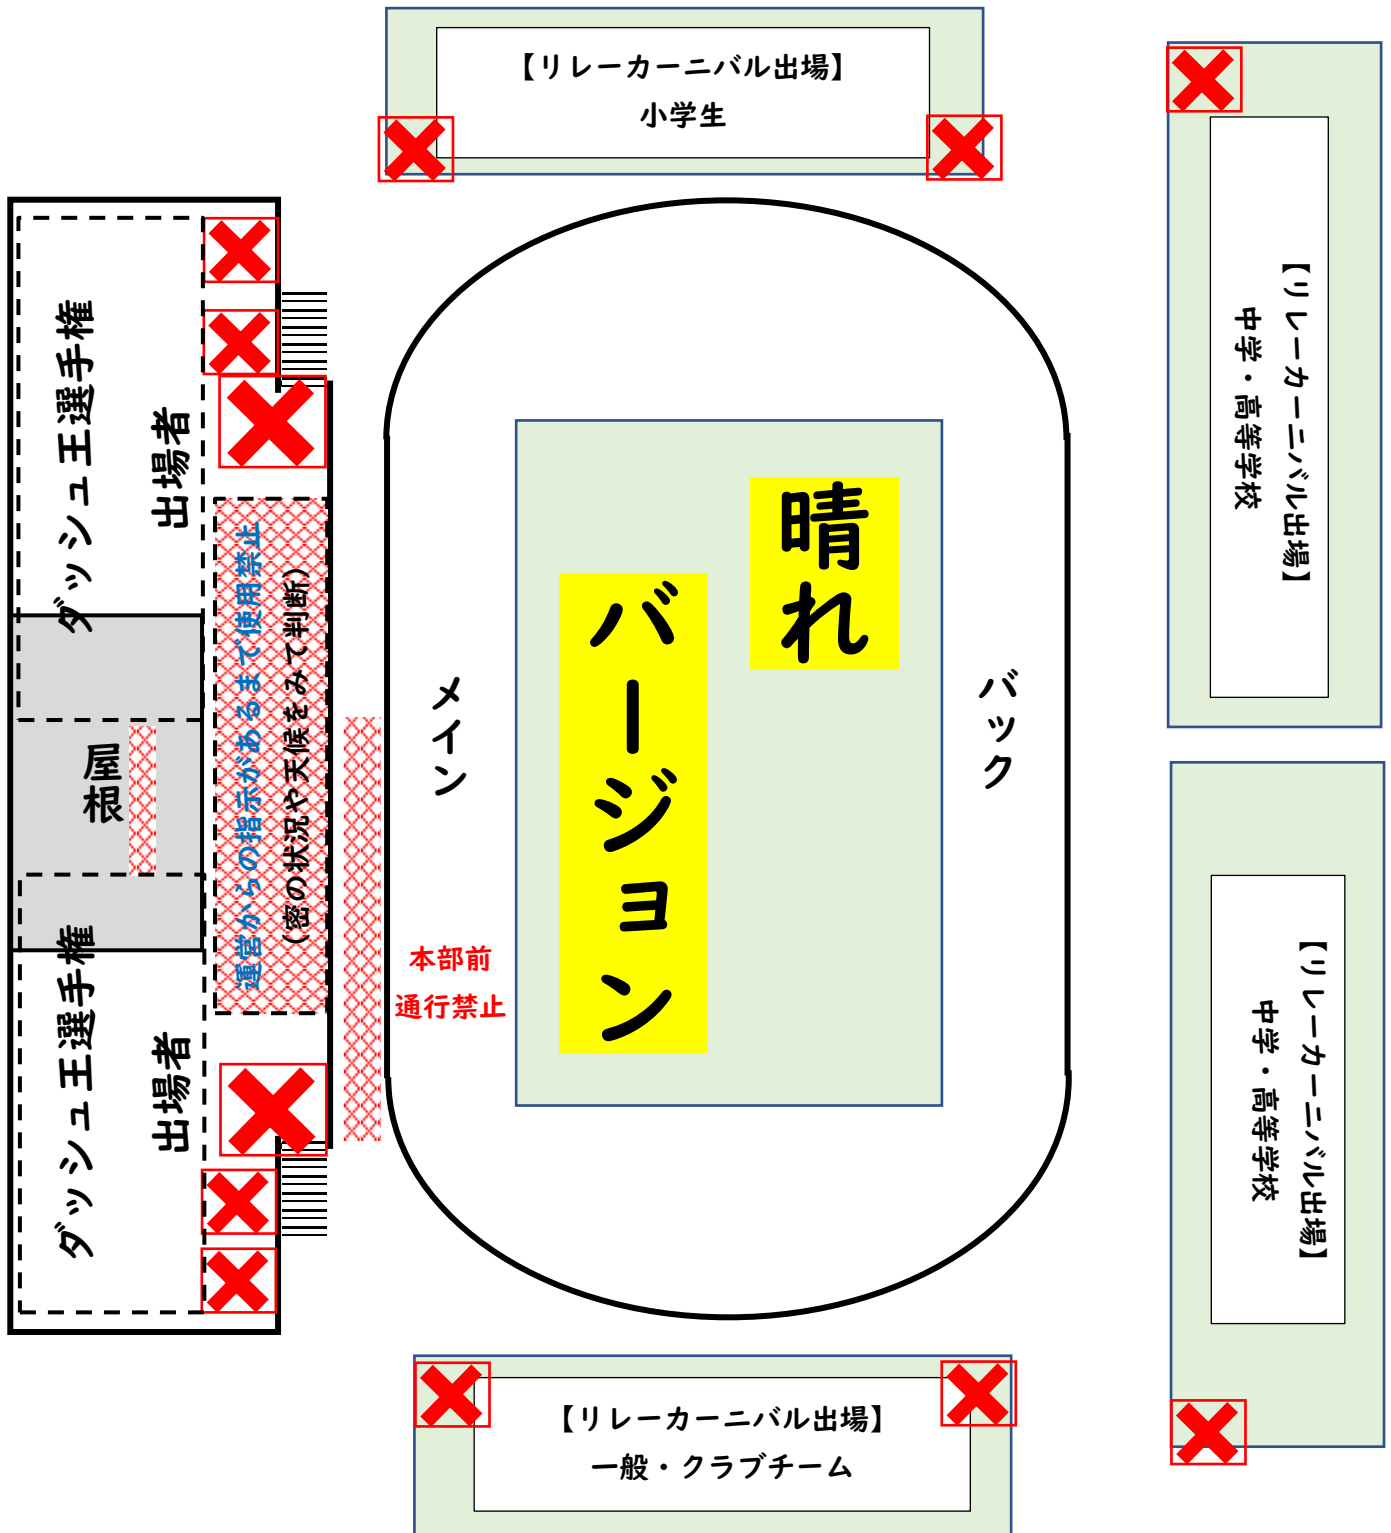 【リレーカーニバル出場】
小学生
【リレーカーニバル出場】
中学・高等学校
ダッシュ王選手権
出場者
運営からの指示があるまで使用禁止
（密の状況や天候をみて判断）
屋根
メイン
晴れ
バージョン
バック
本部前
通行禁止
ダッシュ王選手権
出場者
【リレーカーニバル出場】
中学・高等学校
【リレーカーニバル出場】
一般・クラブチーム